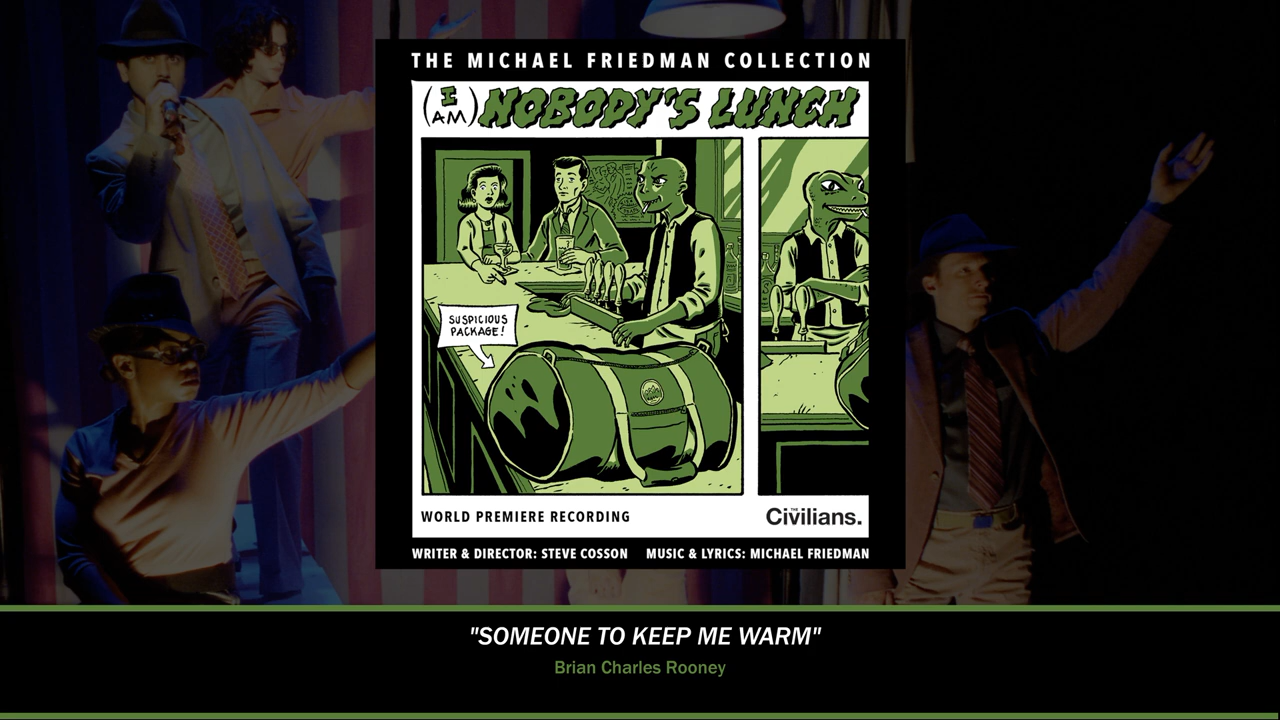 THE MICHAEL FRIEDMAN COLLECTION
(I AM) NOBODY'S LUNCH
SUSPICIOUS
PACKAGE!
WORLD PREMIERE RECORDING
THE
Civilians.
WRITER & DIRECTOR: STEVE COSSON MUSIC & LYRICS: MICHAEL FRIEDMAN
"SOMEONE TO KEEP ME WARM"
Brian Charles Rooney